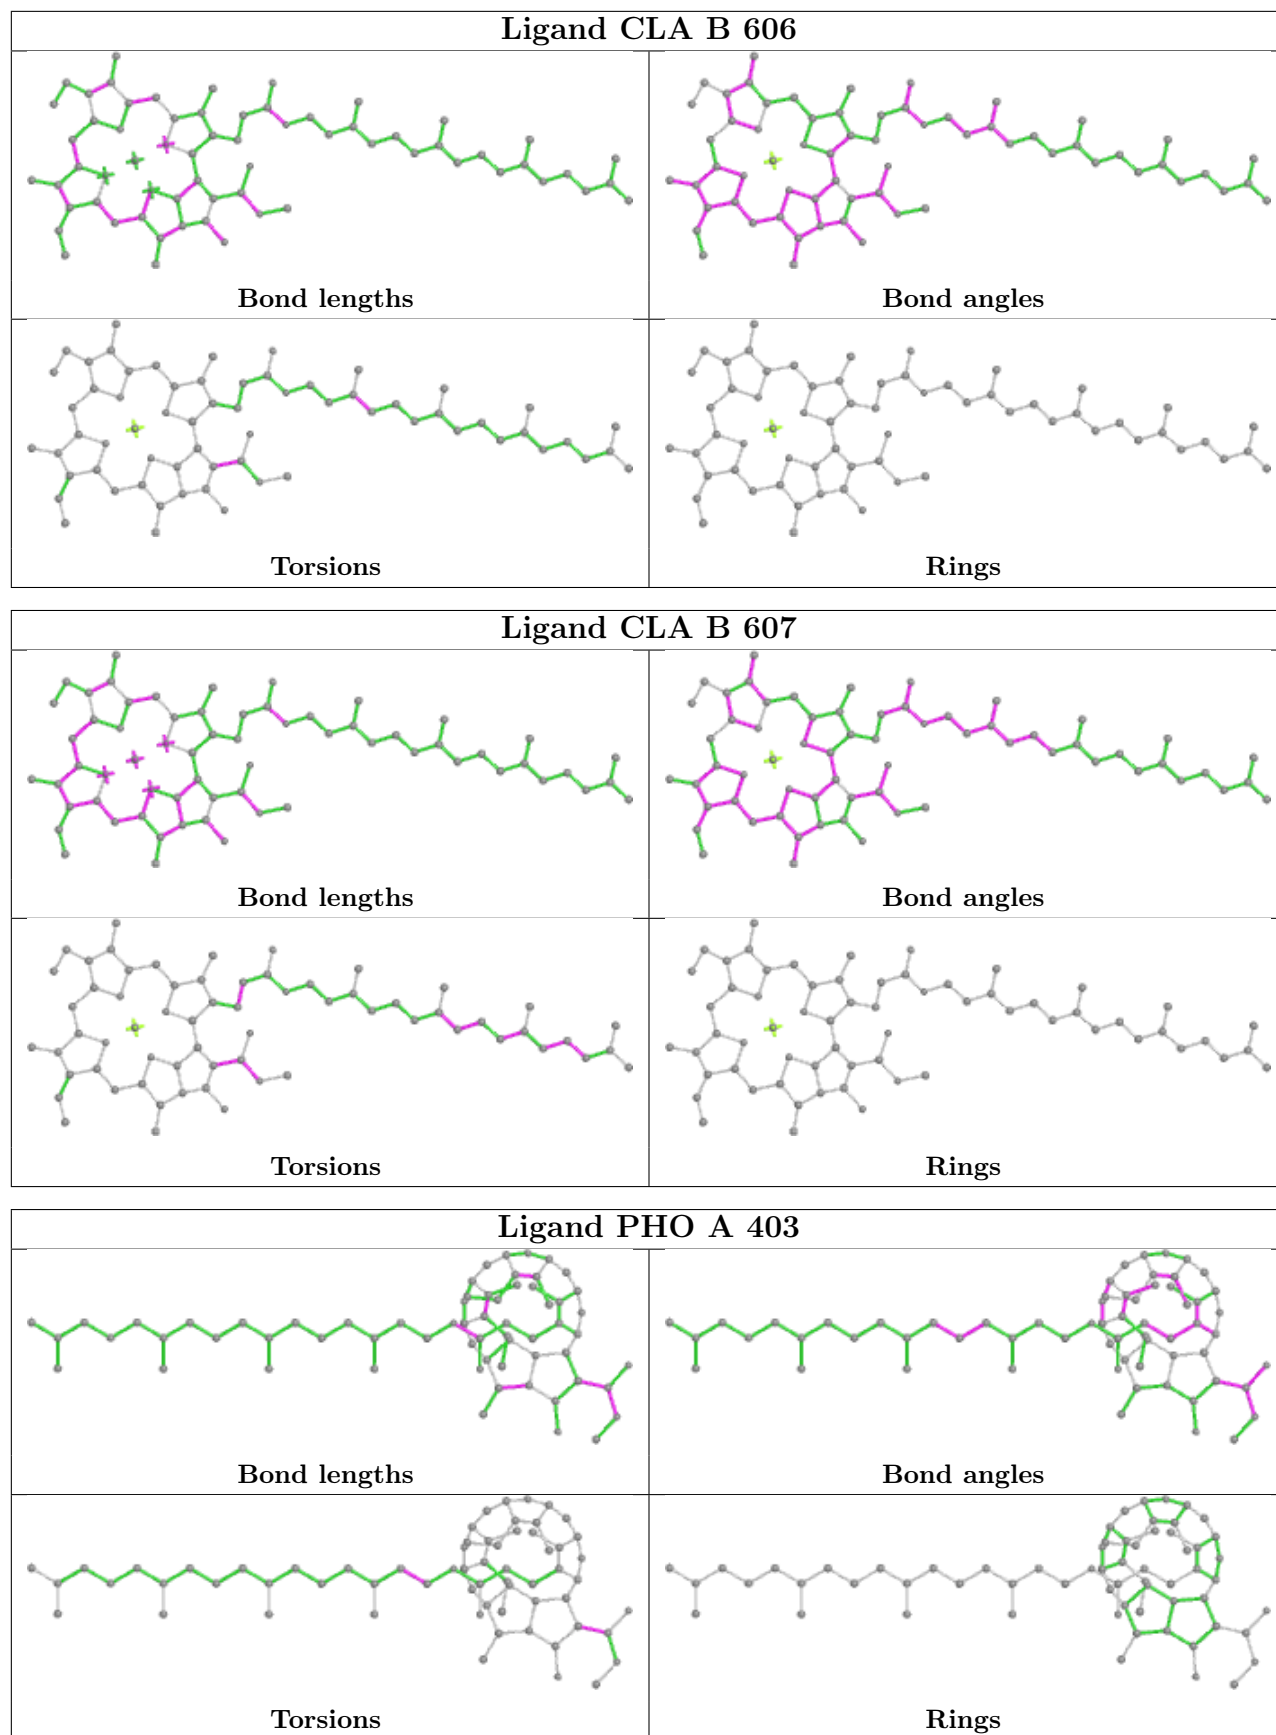 Ligand CLA B 606
Bond lengths
Bond angles
Torsions
Rings
Ligand CLA B 607
Bond lengths
Bond angles
Torsions
Rings
Ligand PHO A 403
Bond lengths
Bond angles
Torsions
Rings